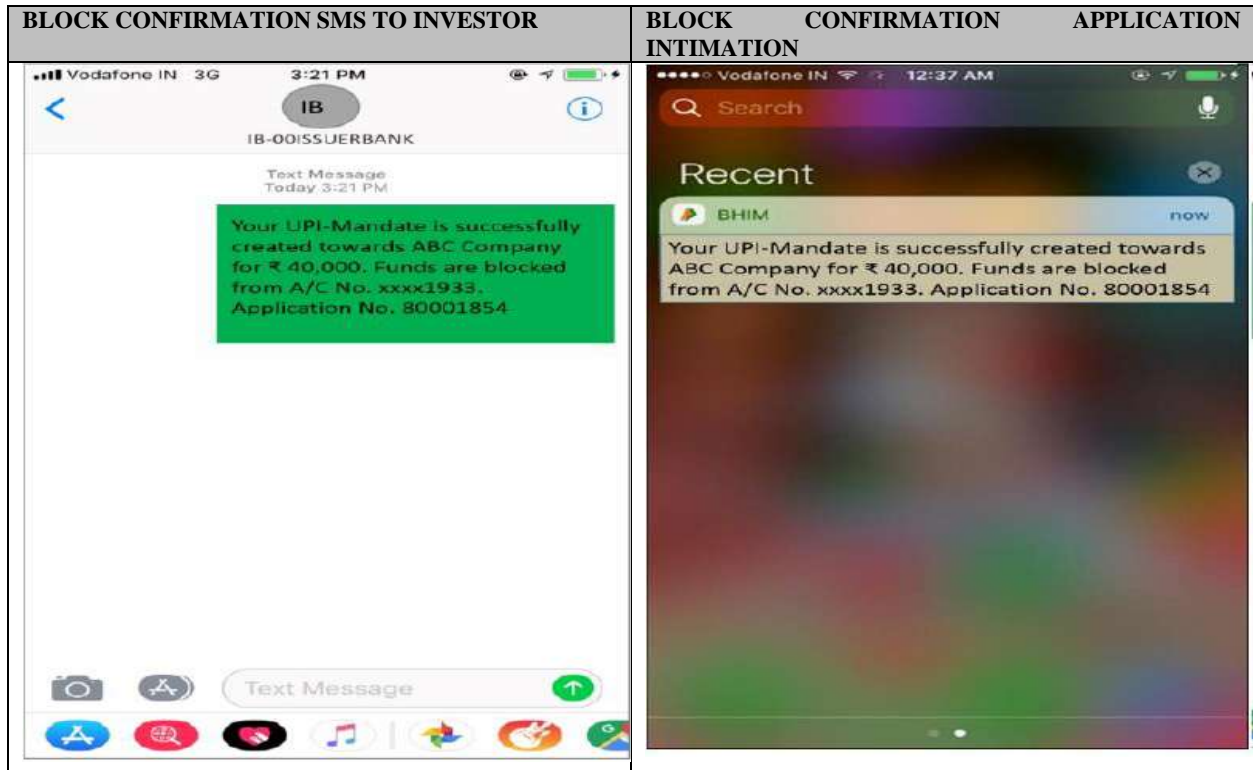 BLOCK CONFIRMATION SMS TO INVESTOR
BLOCK CONFIRMATION APPLICATION
INTIMATION
Vodafone IN 3G 3:21 PM
IB
IB-00ISSUERBANK
Text Message
Today 3:21 PM
Your UPI-Mandate is successfully
created towards ABC Company
for ₹ 40,000. Funds are blocked
from A/C No. xxxx1933.
Application No. 80001854
Text Message
Vodafone IN 12:37 AM
Search
Recent
BHIM now
Your UPI-Mandate is successfully created towards
ABC Company for ₹ 40,000. Funds are blocked
from A/C No. xxxx1933. Application No. 80001854